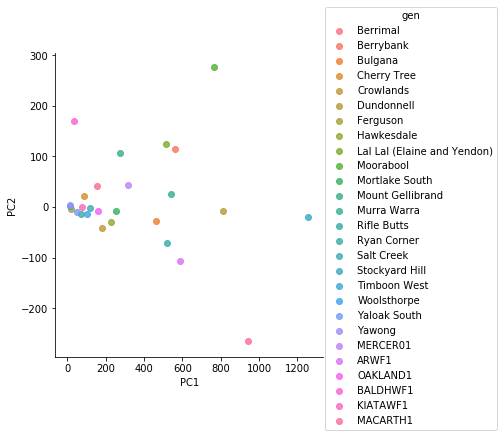 gen
Berrimal
Berrybank
Bulgana
Cherry Tree
Crowlands
Dundonnell
Ferguson
Hawkesdale
Lal Lal (Elaine and Yendon)
Moorabool
Mortlake South
Mount Gellibrand
Murra Warra
Rifle Butts
Ryan Corner
Salt Creek
Stockyard Hill
Timboon West
Woolsthorpe
Yaloak South
Yawong
MERCER01
ARWF1
OAKLAND1
BALDHWF1
KIATAWF1
MACARTH1
300
200
100
0
−100
−200
PC2
0 200 400 600 800 1000 1200
PC1